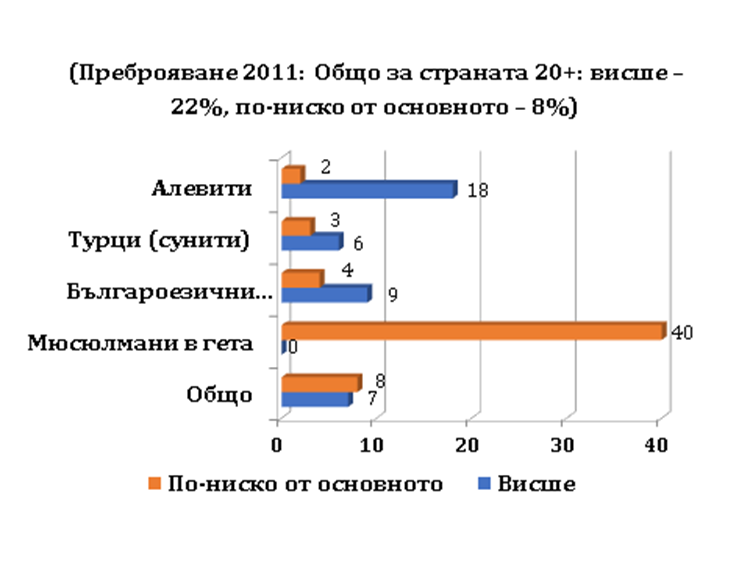 (Преброяване 2011: Общо за страната 20+: висше –
22%, по-ниско от основното – 8%)
Алевити
2
18
Турци (сунити)
3
6
Българоезични...
4
9
Мюсюлмани в гета
40
0
Общо
8
7
0 10 20 30 40
По-ниско от основното Висше